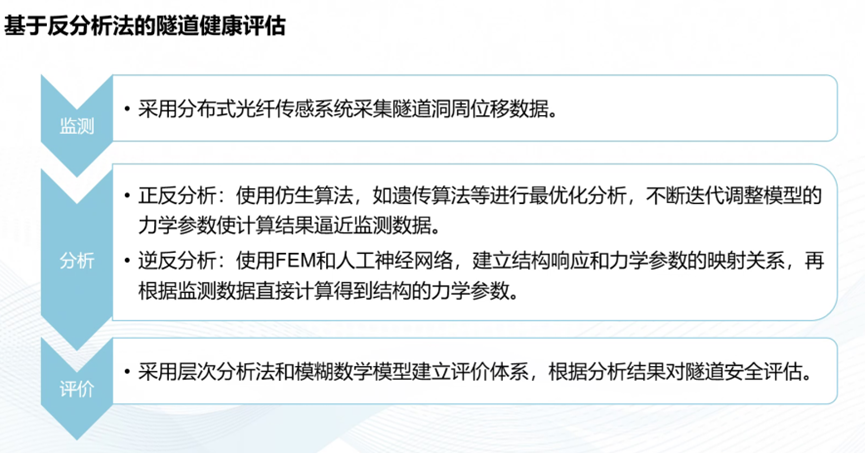 基于反分析法的隧道健康评估
监测
• 采用分布式光纤传感系统采集隧道洞周位移数据。
分析
• 正反分析：使用仿生算法，如遗传算法等进行最优化分析，不断迭代调整模型的
力学参数使计算结果逼近监测数据。
• 逆反分析：使用FEM和人工神经网络，建立结构响应和力学参数的映射关系，再
根据监测数据直接计算得到结构的力学参数。
评价
• 采用层次分析法和模糊数学模型建立评价体系，根据分析结果对隧道安全评估。